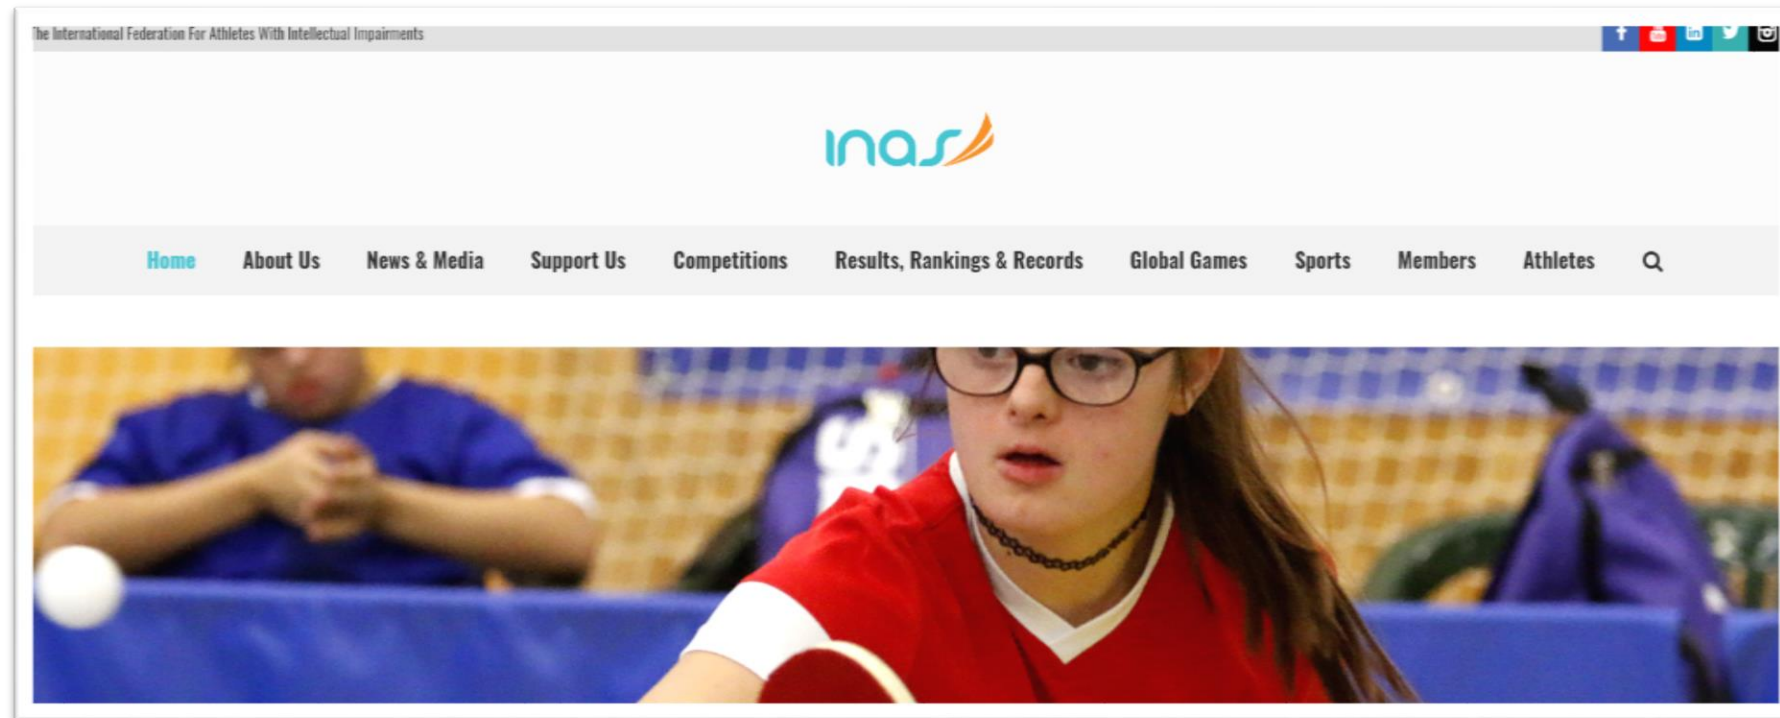 The International Federation For Athletes With Intellectual Impairments
ınas
Home About Us News & Media Support Us Competitions Results, Rankings & Records Global Games Sports Members Athletes